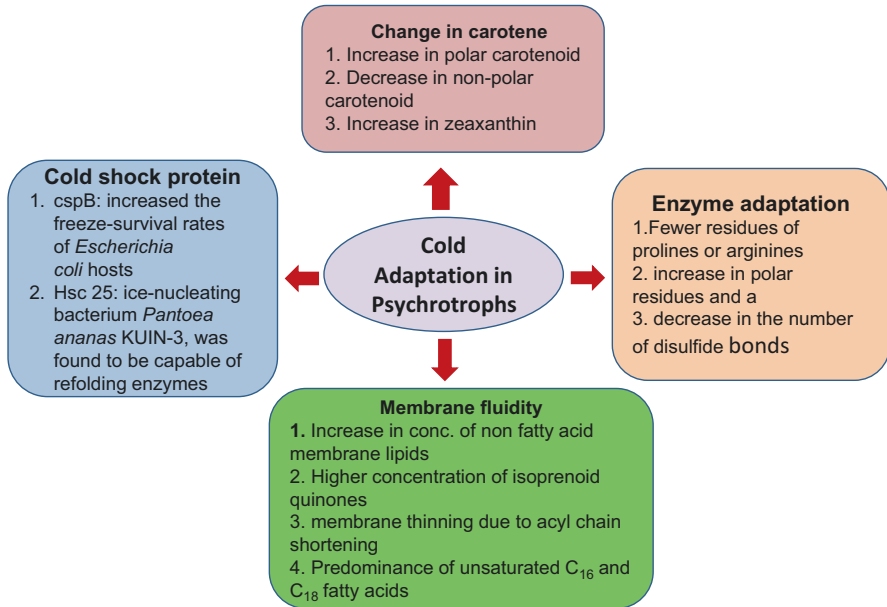 Change in carotene
1. Increase in polar carotenoid
2. Decrease in non-polar
carotenoid
3. Increase in zeaxanthin
Cold shock protein
1. cspB: increased the
freeze-survival rates
of Escherichia
coli hosts
2. Hsc 25: ice-nucleating
bacterium Pantoea
ananas KUIN-3, was
found to be capable of
refolding enzymes
Cold
Adaptation in
Psychrotrophs
Enzyme adaptation
1.Fewer residues of
prolines or arginines
2. increase in polar
residues and a
3. decrease in the number
of disulfide bonds
Membrane fluidity
1. Increase in conc. of non fatty acid
membrane lipids
2. Higher concentration of isoprenoid
quinones
3. membrane thinning due to acyl chain
shortening
4. Predominance of unsaturated C₁₆ and
C₁₈ fatty acids